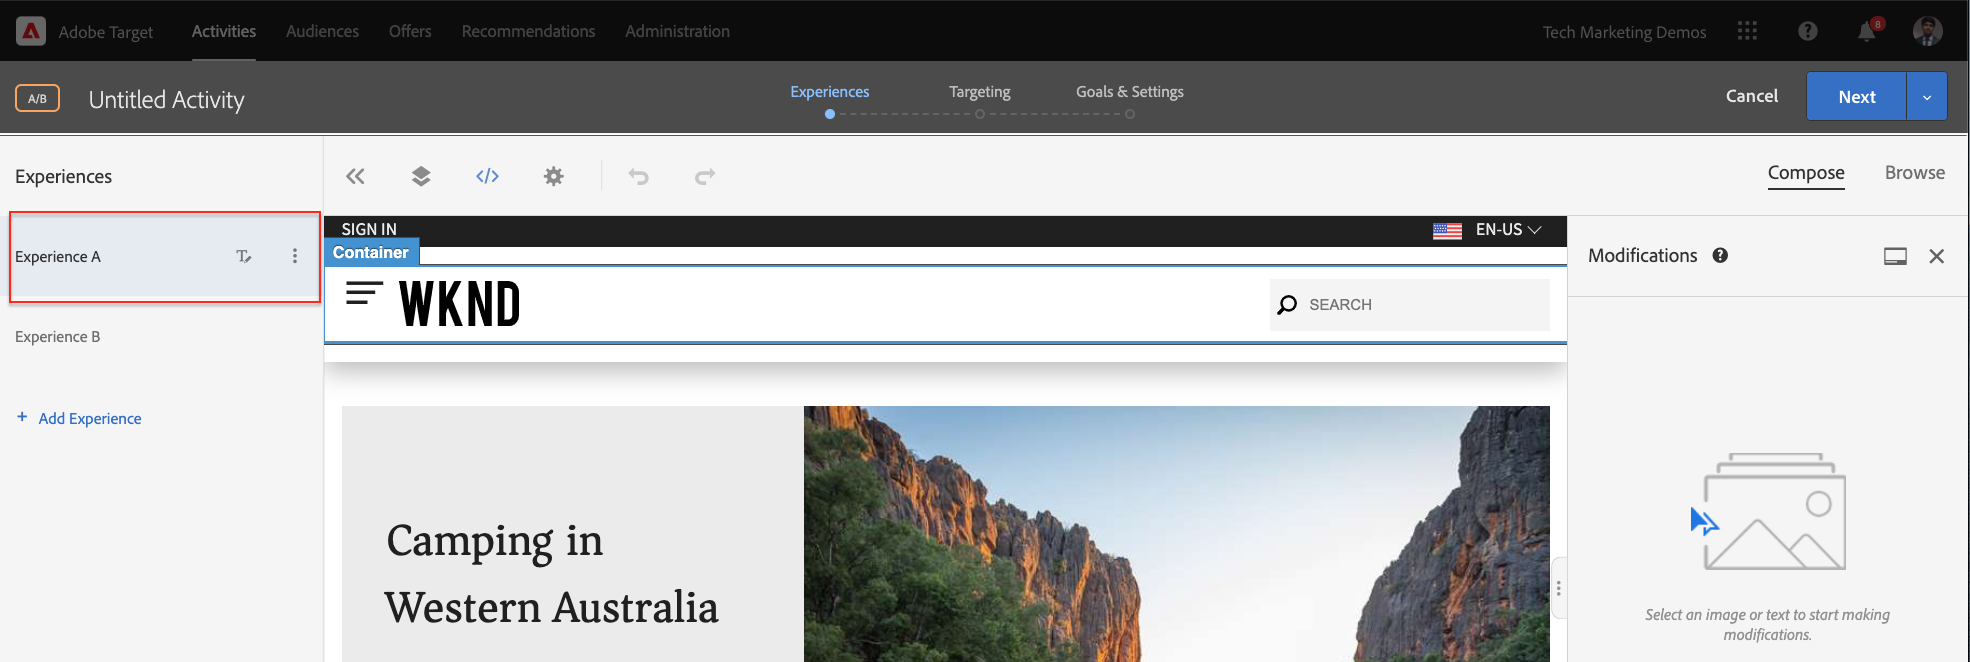 Adobe Target Activities Audiences Offers Recommendations Administration Tech Marketing Demos 8
A/B Untitled Activity Experiences Targeting Goals & Settings Cancel Next
Experiences </> Compose Browse
SIGN IN EN-US
Container
Experience A
WKND SEARCH
Modifications ?
Experience B
+ Add Experience
Camping in
Western Australia
Select an image or text to start making
modifications.